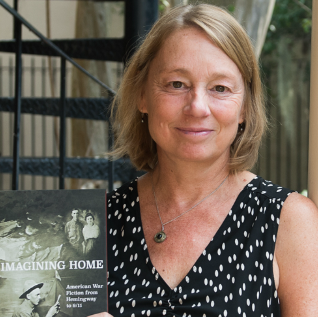 IMAGINING HOME
American War
Fiction from
Hemingway
to 9/11